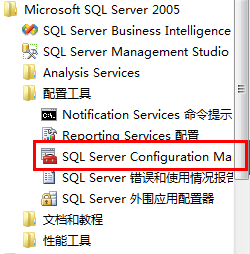 Microsoft SQL Server 2005
SQL Server Business Intelligence
SQL Server Management Studio
Analysis Services
配置工具
Notification Services 命令提示
Reporting Services 配置
SQL Server Configuration Ma
SQL Server 错误和使用情况报告
SQL Server 外围应用配置器
文档和教程
性能工具